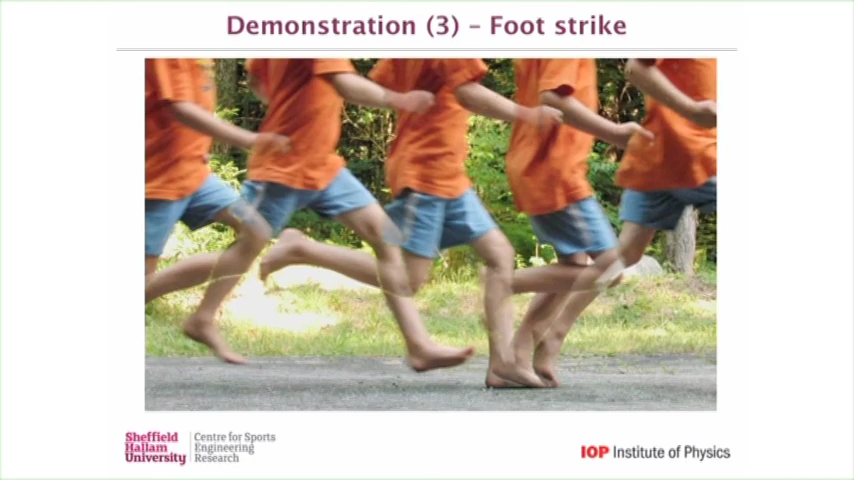 Demonstration (3) – Foot strike
Sheffield
Hallam
University
Centre for Sports
Engineering
Research
IOP Institute of Physics